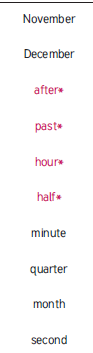 November
December
after*
past*
hour*
half*
minute
quarter
month
second